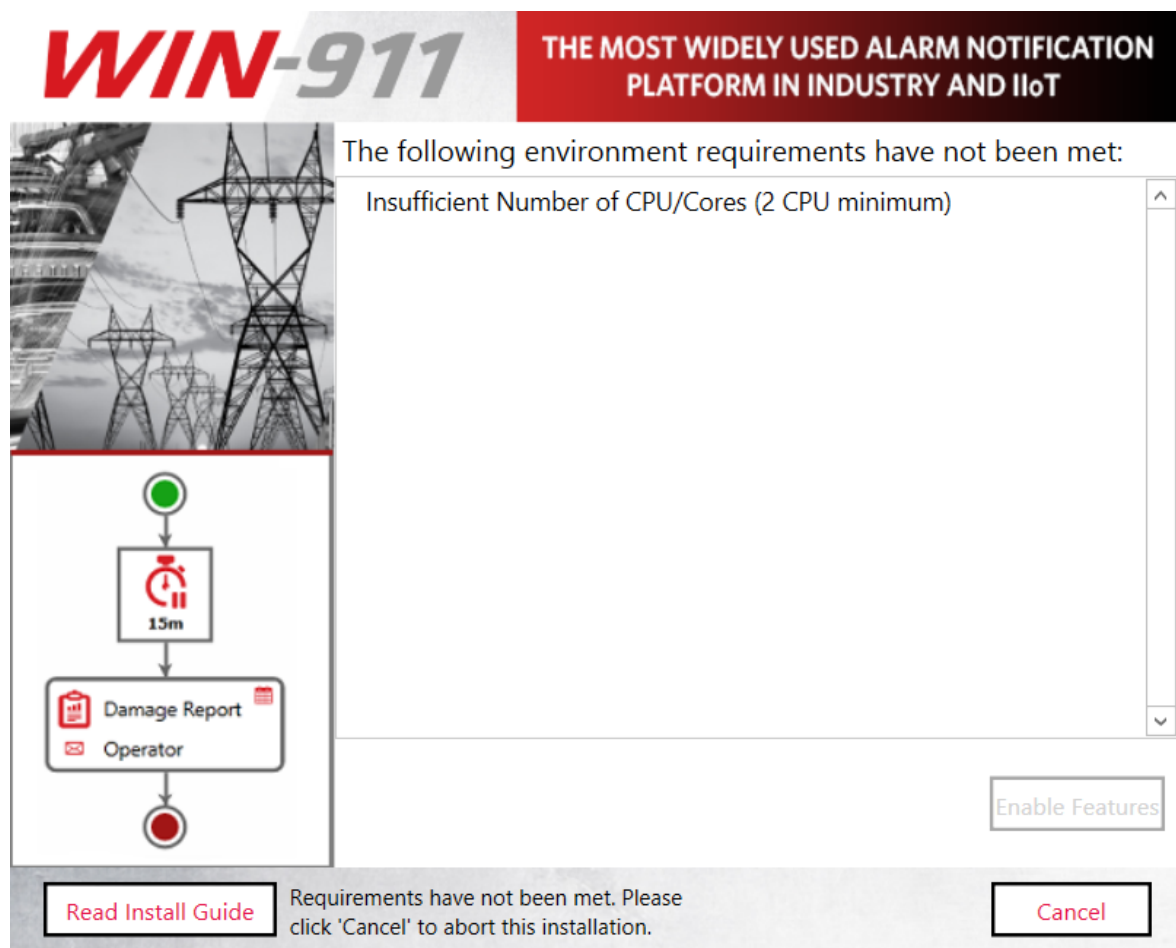 WIN-911
THE MOST WIDELY USED ALARM NOTIFICATION
PLATFORM IN INDUSTRY AND IIoT
The following environment requirements have not been met:
Insufficient Number of CPU/Cores (2 CPU minimum)
15m
Damage Report
Operator
Enable Features
Read Install Guide
Requirements have not been met. Please
click 'Cancel' to abort this installation.
Cancel